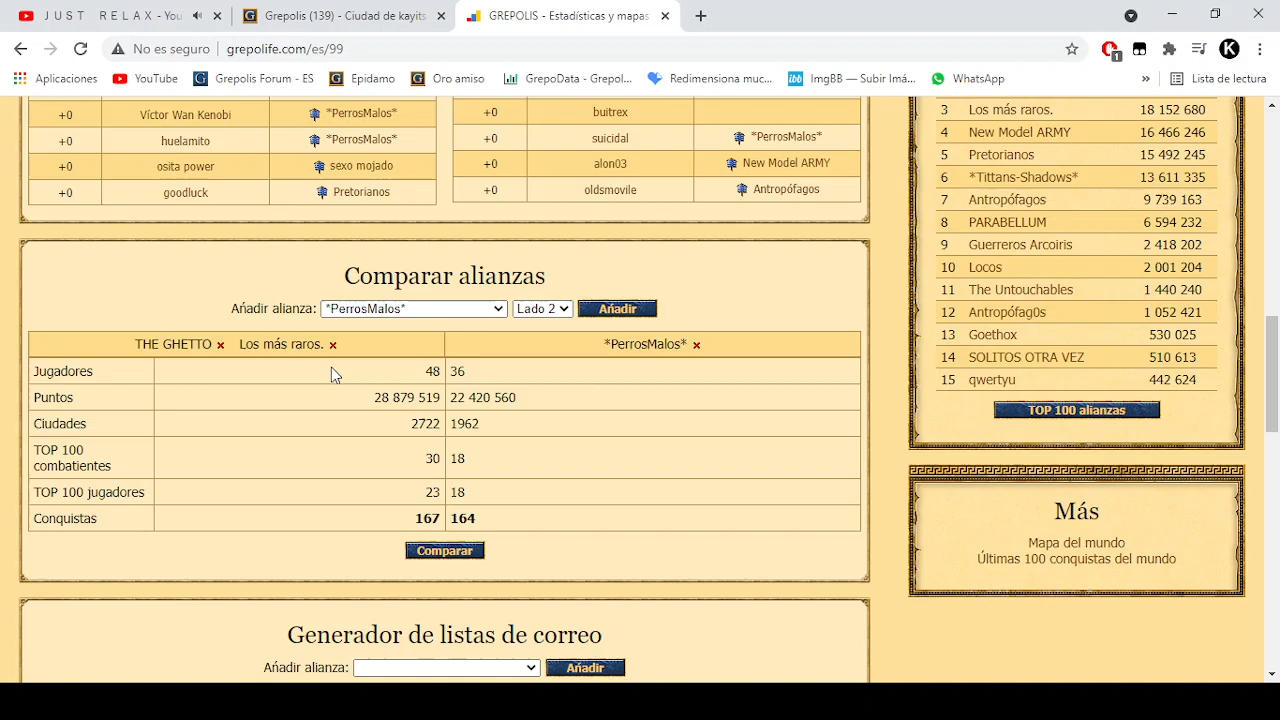 J U S T   R E L A X - You
Grepolis (139) - Ciudad de kayits
GREPOLIS - Estadísticas y mapas
No es seguro
grepolife.com/es/99
K
1
Aplicaciones
YouTube
Grepolis Forum - ES
Epidamo
Oro amiso
GrepoData - Grepol...
Redimensiona muc...
ImgBB — Subir Imá...
WhatsApp
»
Lista de lectura
+0 Víctor Wan Kenobi *PerrosMalos*
+0 huelamito *PerrosMalos*
+0 osita power sexo mojado
+0 goodluck Pretorianos
+0 buitrex
+0 suicidal *PerrosMalos*
+0 alon03 New Model ARMY
+0 oldsmovile Antropófagos
Comparar alianzas
Ańadir alianza: *PerrosMalos* Lado 2 Ańadir
THE GHETTO Los más raros. *PerrosMalos*
Jugadores 48 36
Puntos 28 879 519 22 420 560
Ciudades 2722 1962
TOP 100
combatientes 30 18
TOP 100 jugadores 23 18
Conquistas 167 164
Comparar
Generador de listas de correo
Ańadir alianza: Ańadir
3 Los más raros. 18 152 680
4 New Model ARMY 16 466 246
5 Pretorianos 15 492 245
6 *Tittans-Shadows* 13 611 335
7 Antropófagos 9 739 163
8 PARABELLUM 6 594 232
9 Guerreros Arcoiris 2 418 202
10 Locos 2 001 204
11 The Untouchables 1 440 240
12 Antropófag0s 1 052 421
13 Goethox 530 025
14 SOLITOS OTRA VEZ 510 613
15 qwertyu 442 624
TOP 100 alianzas
Más
Mapa del mundo
Últimas 100 conquistas del mundo